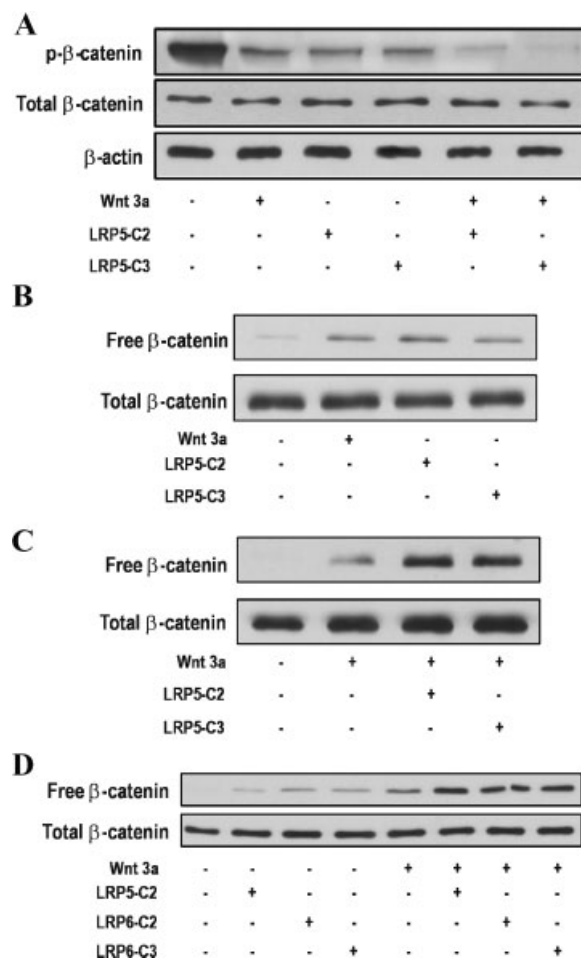 A
p-β-catenin
Total β-catenin
β-actin
Wnt 3a - + - - + +
LRP5-C2 - - + - + -
LRP5-C3 - - - + - +
B
Free β-catenin
Total β-catenin
Wnt 3a - + - -
LRP5-C2 - - + -
LRP5-C3 - - - +
C
Free β-catenin
Total β-catenin
Wnt 3a - + + +
LRP5-C2 - - + -
LRP5-C3 - - - +
D
Free β-catenin
Total β-catenin
Wnt 3a - - - - + + + +
LRP5-C2 - + - - - + - -
LRP6-C2 - - + - - - + -
LRP6-C3 - - - + - - - +